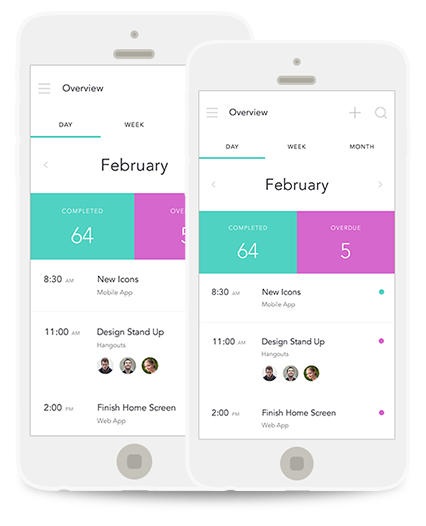 Overview
DAY WEEK
February
COMPLETED
64
8:30 AM New Icons
Mobile App
11:00 AM Design Stand Up
Hangouts
2:00 PM Finish Home Screen
Web App
Overview
DAY WEEK MONTH
February
COMPLETED OVERDUE
64 5
8:30 AM New Icons
Mobile App
11:00 AM Design Stand Up
Hangouts
2:00 PM Finish Home Screen
Web App